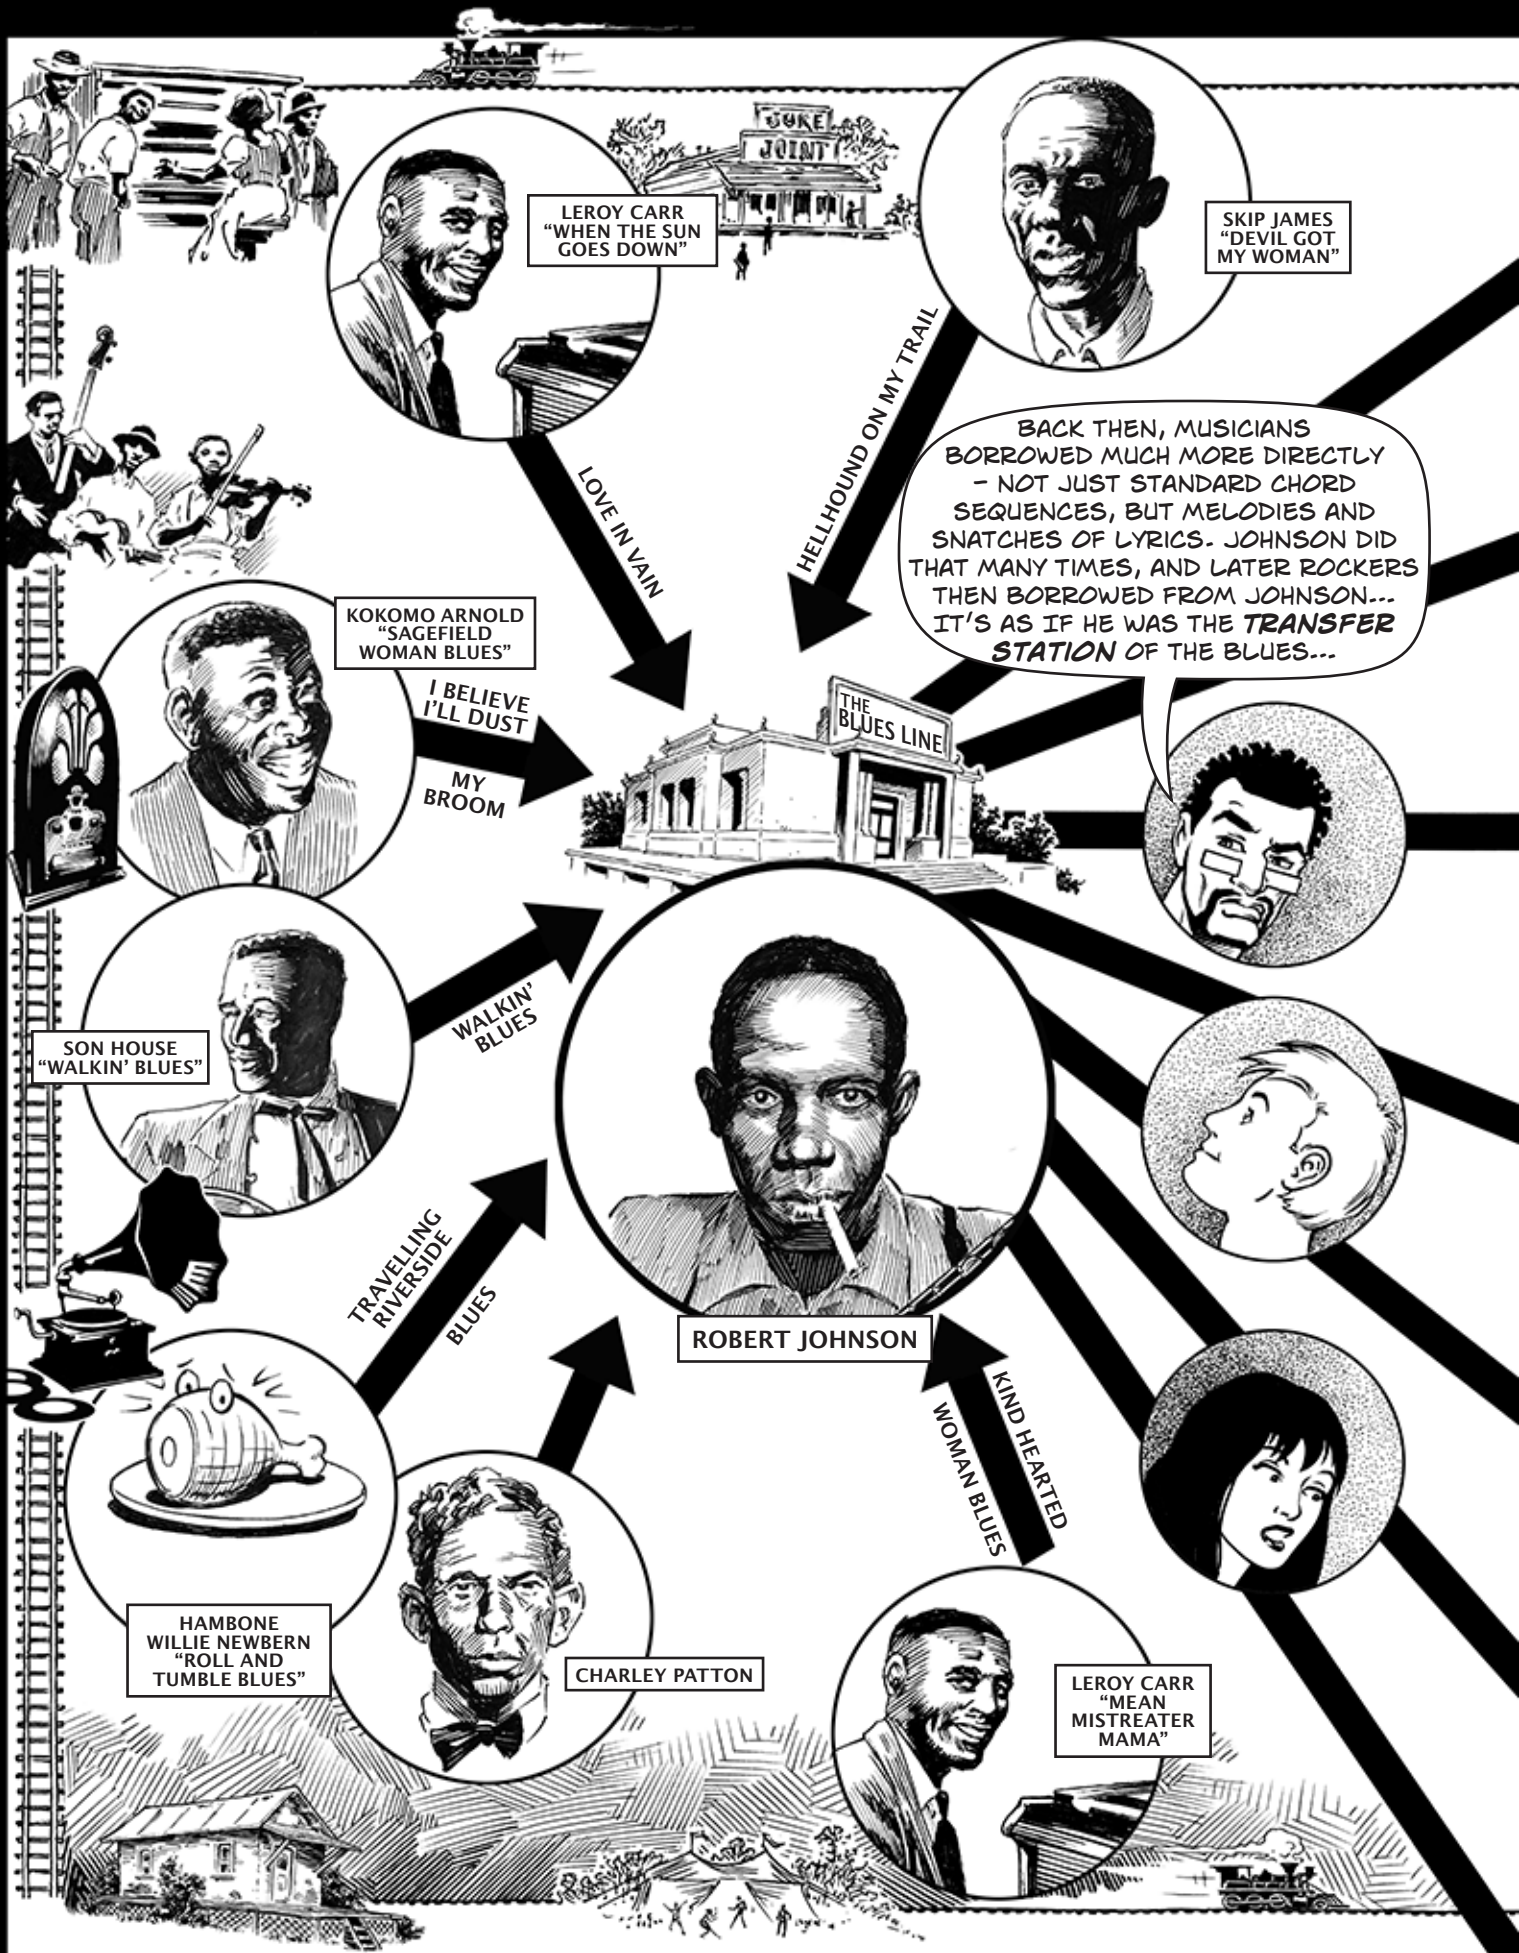 JUKE
JOINT
LEROY CARR
“WHEN THE SUN
GOES DOWN”
SKIP JAMES
“DEVIL GOT
MY WOMAN”
LOVE IN VAIN
HELLHOUND ON MY TRAIL
BACK THEN, MUSICIANS
BORROWED MUCH MORE DIRECTLY
– NOT JUST STANDARD CHORD
SEQUENCES, BUT MELODIES AND
SNATCHES OF LYRICS. JOHNSON DID
THAT MANY TIMES, AND LATER ROCKERS
THEN BORROWED FROM JOHNSON...
IT'S AS IF HE WAS THE TRANSFER
STATION OF THE BLUES...
KOKOMO ARNOLD
“SAGEFIELD
WOMAN BLUES”
I BELIEVE
I’LL DUST
MY
BROOM
THE
BLUES LINE
SON HOUSE
“WALKIN’ BLUES”
WALKIN’
BLUES
TRAVELLING
RIVERSIDE
BLUES
ROBERT JOHNSON
KIND HEARTED
WOMAN BLUES
HAMBONE
WILLIE NEWBERN
“ROLL AND
TUMBLE BLUES”
CHARLEY PATTON
LEROY CARR
“MEAN
MISTREATER
MAMA”